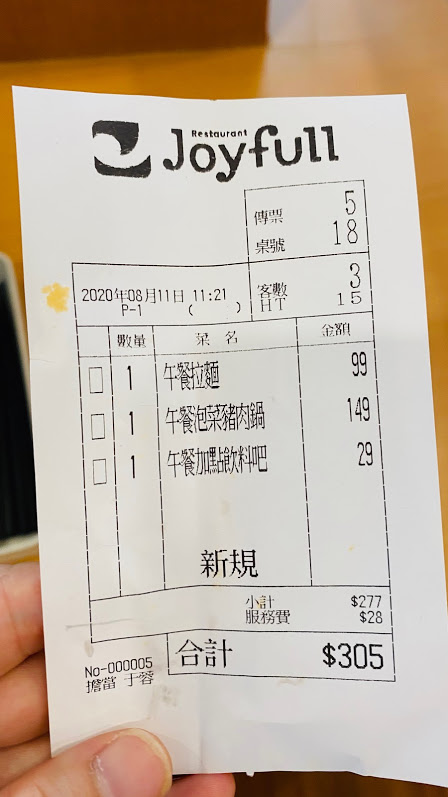 Restaurant
Joyfull
傳票 5
桌號 18
2020年08月11日 11:21
P-1 ( )
客數 3
HT 15
數量 菜 名 金額
1 午餐拉麵 99
1 午餐泡菜豬肉鍋 149
1 午餐加點飲料吧 29
新規
小計 $277
服務費 $28
合計 $305
No-000005
擔當 于蓉